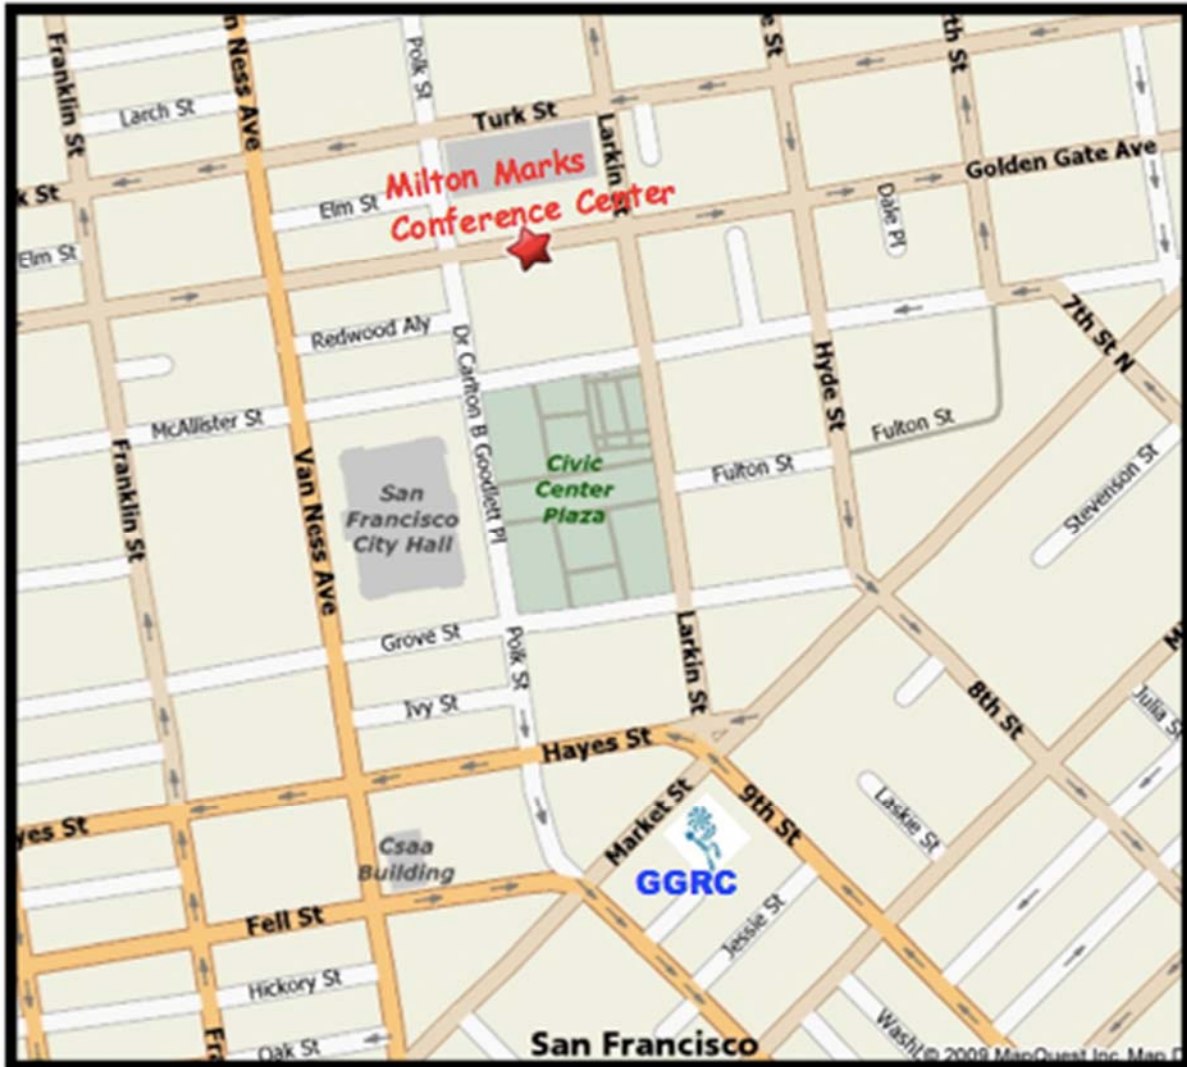 Franklin St
n Ness Ave
Polk St
e St
th St
Larch St
Turk St
Larkin St
Golden Gate Ave
k St
Elm St
Milton Marks
Conference Center
Dale Pl
Elm St
Redwood Aly
7th St N
Dr Carlton B Goodlett Pl
Hyde St
McAllister St
Fulton St
Fulton St
Franklin St
Van Ness Ave
San
Francisco
City Hall
Civic
Center
Plaza
Stevenson St
Grove St
Polk St
Larkin St
8th St
M
Julia St
Ivy St
Hayes St
Market St
9th St
Laskie St
yes St
Csaa
Building
GGRC
Fell St
Jessie St
Hickory St
Fra
Oak St
San Francisco
Wash
© 2009 MapQuest Inc. Map D